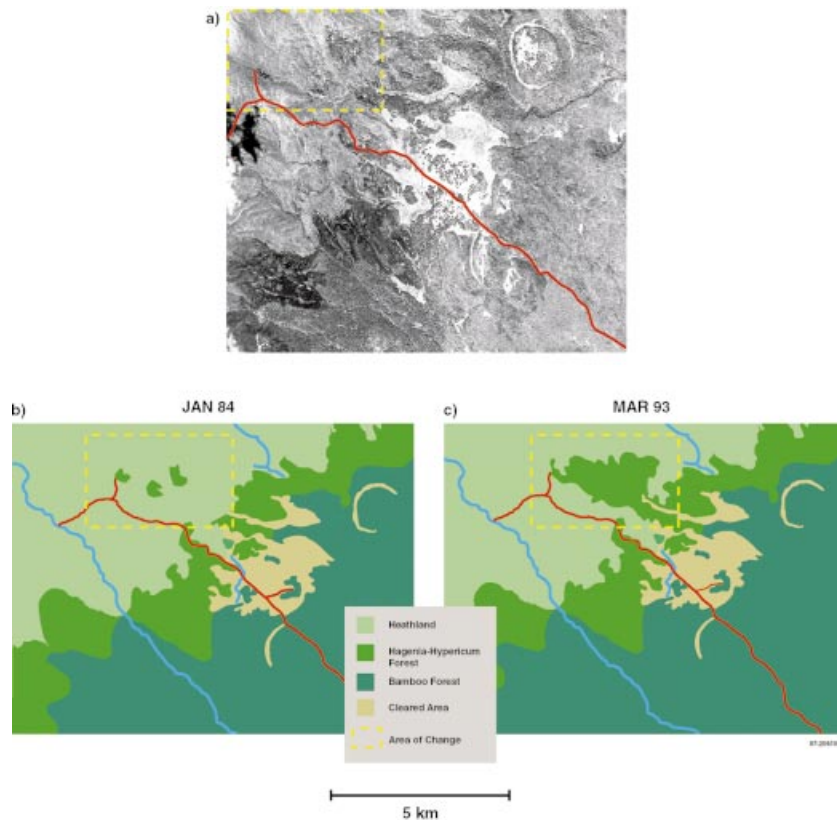 a)
b)
JAN 84
c)
MAR 93
Heathland
Hagenia-Hypericum
Forest
Bamboo Forest
Cleared Area
Area of Change
5 km